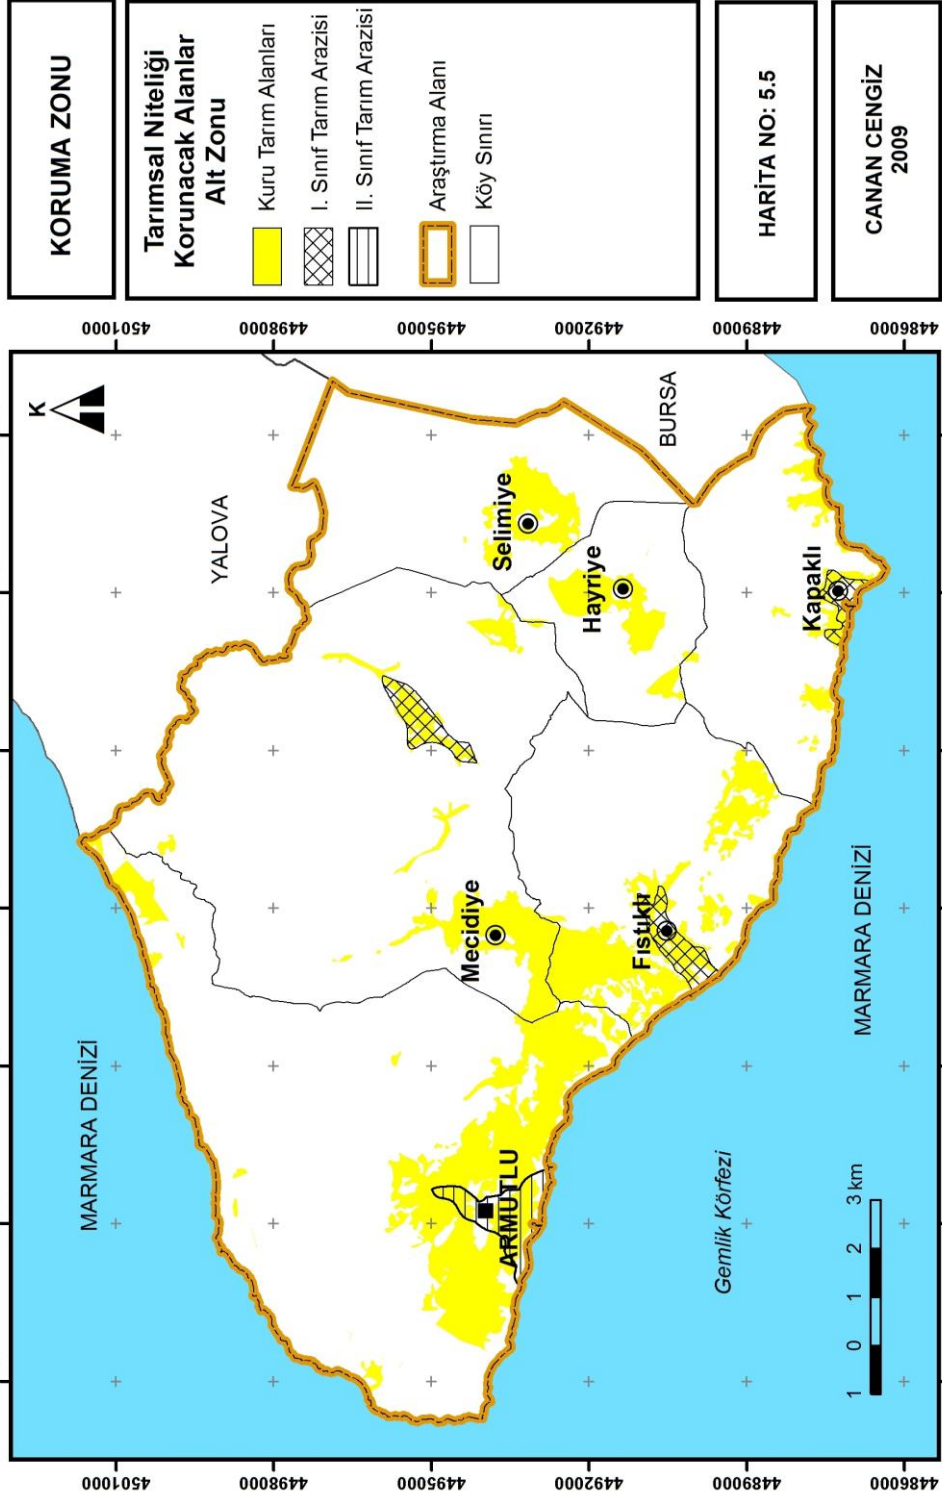 KORUMA ZONU
Tarımsal Niteliği
Korunacak Alanlar
Alt Zonu
Kuru Tarım Alanları
I. Sınıf Tarım Arazisi
II. Sınıf Tarım Arazisi
Araştırma Alanı
Köy Sınırı
HARİTA NO: 5.5
CANAN CENGİZ
2009
K
YALOVA
BURSA
MARMARA DENİZİ
Selimiye
Hayriye
Kapaklı
Mecidiye
Fıstıklı
ARMUTLU
MARMARA DENİZİ
Gemlik Körfezi
1 0 1 2 3 km
4501000
4498000
4495000
4492000
4489000
4486000
4501000
4498000
4495000
4492000
4489000
4486000